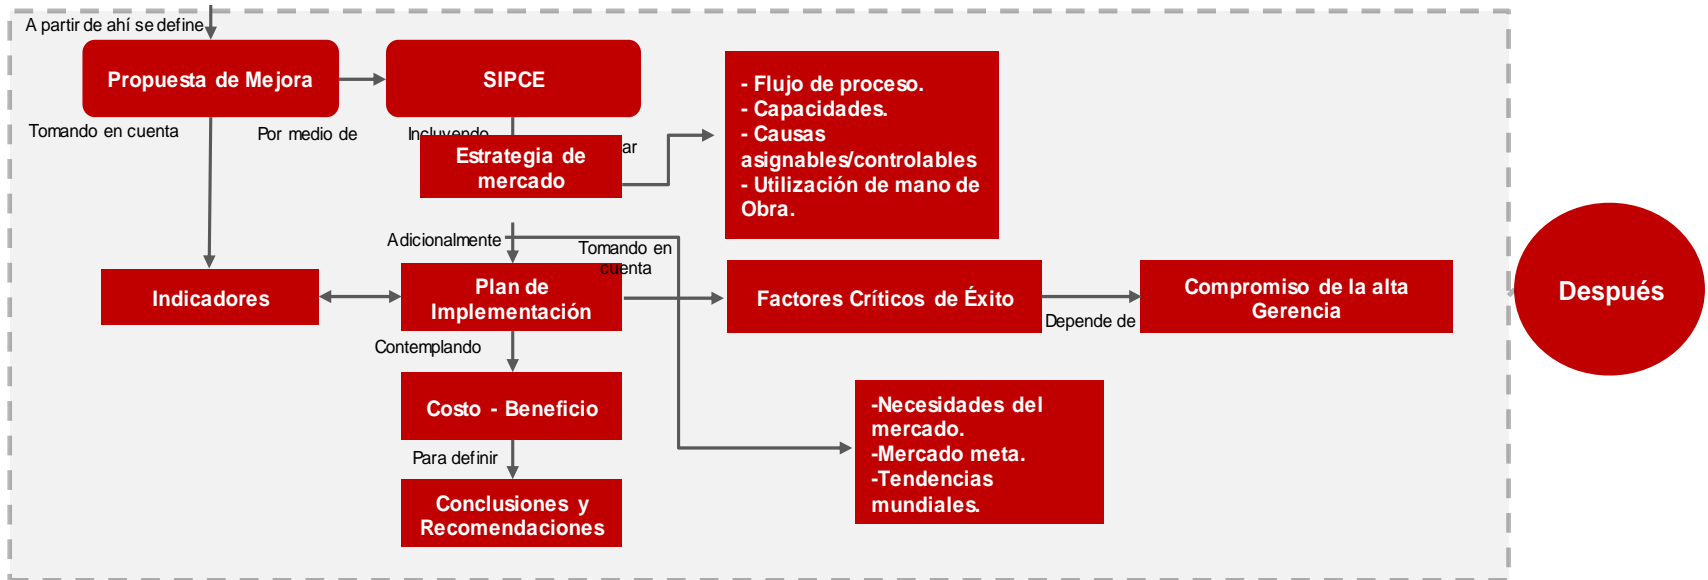 A partir de ahí se define
Propuesta de Mejora
SIPCE
- Flujo de proceso.
- Capacidades.
- Causas
asignables/controlables
- Utilización de mano de
Obra.
Tomando en cuenta
Por medio de
Incluyendo
ar
Estrategia de
mercado
Adicionalmente
Tomando en
cuenta
Indicadores
Plan de
Implementación
Factores Críticos de Éxito
Depende de
Compromiso de la alta
Gerencia
Después
Contemplando
Costo - Beneficio
-Necesidades del
mercado.
-Mercado meta.
-Tendencias
mundiales.
Para definir
Conclusiones y
Recomendaciones